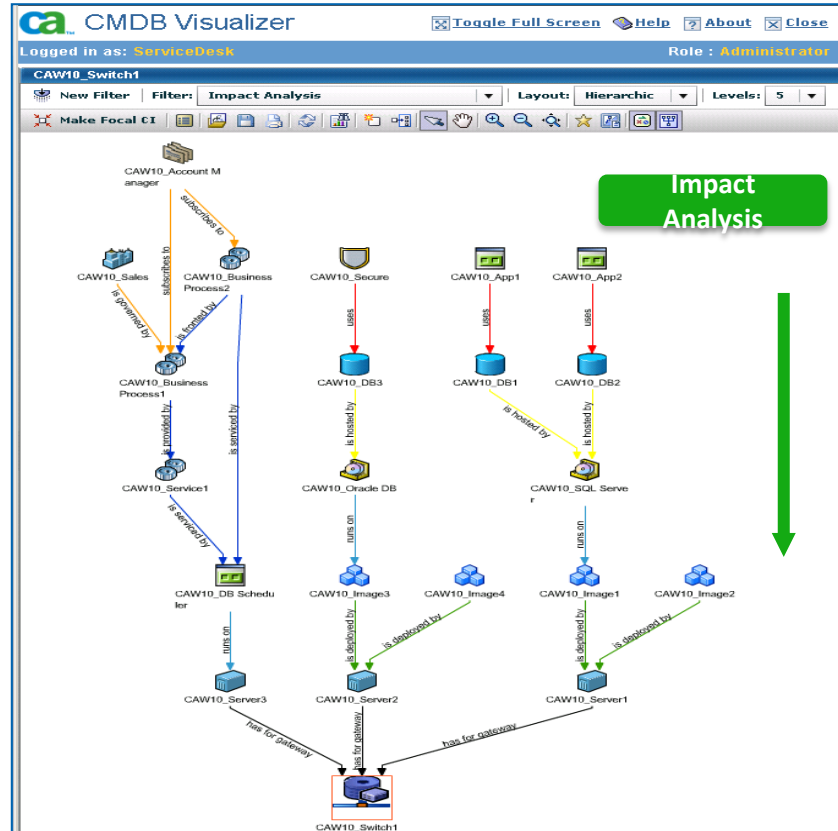 ca CMDB Visualizer Toggle Full Screen Help About Close
Logged in as: ServiceDesk Role : Administrator
CAW10_Switch1
New Filter Filter: Impact Analysis Layout: Hierarchic Levels: 5
Make Focal CI
CAW10_Account M
anager
Impact
Analysis
subscribes to
subscribes to
CAW10_Sales
CAW10_Business
Process2
CAW10_Secure
CAW10_App1
CAW10_App2
is governed by
is fronted by
uses
uses
uses
CAW10_Business
Process1
CAW10_DB3
CAW10_DB1
CAW10_DB2
is provided by
is serviced by
is hosted by
is hosted by
is hosted by
CAW10_Service1
CAW10_Oracle DB
CAW10_SQL Serve
r
is serviced by
runs on
runs on
CAW10_DB Schedu
ler
CAW10_Image3
CAW10_Image4
CAW10_Image1
CAW10_Image2
runs on
is deployed by
is deployed by
is deployed by
is deployed by
CAW10_Server3
CAW10_Server2
CAW10_Server1
has for gateway
has for gateway
has for gateway
CAW10_Switch1